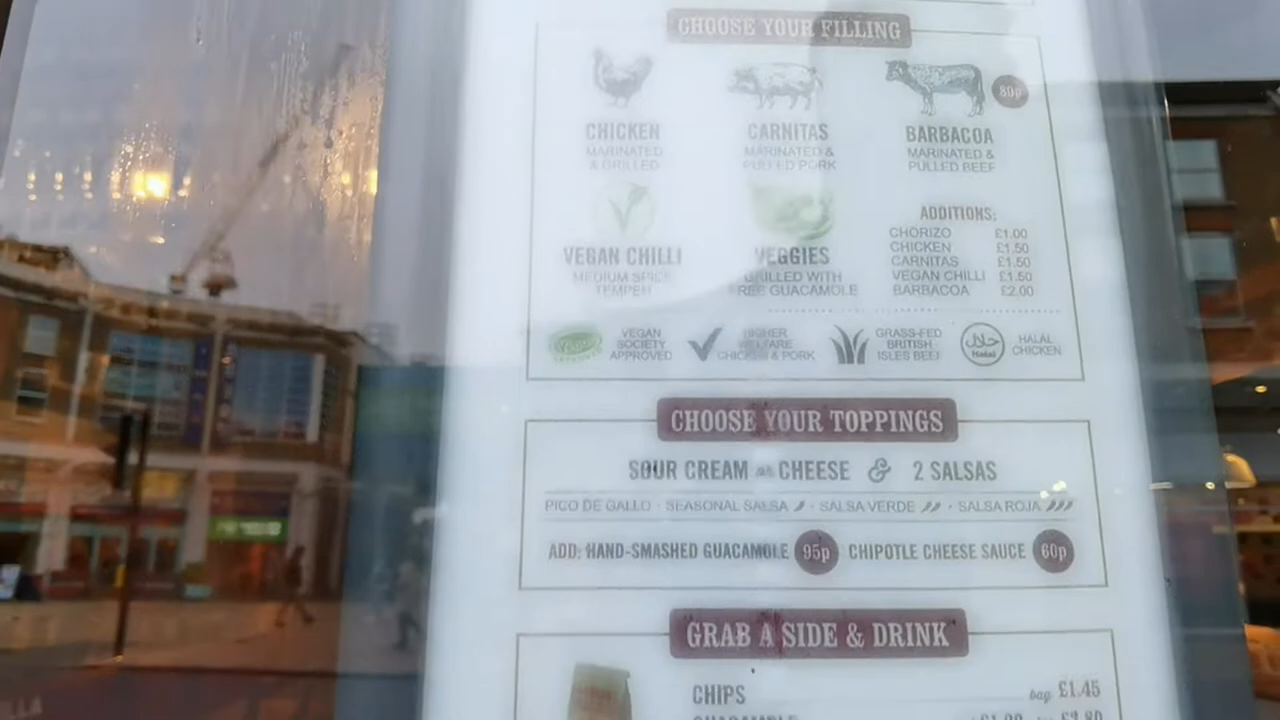 CHOOSE YOUR FILLING
80p
CHICKEN
MARINATED
& GRILLED
CARNITAS
MARINATED &
PULLED PORK
BARBACOA
MARINATED &
PULLED BEEF
VEGAN CHILLI
MEDIUM SPICE
TEMPEH
VEGGIES
GRILLED WITH
FREE GUACAMOLE
ADDITIONS:
CHORIZO £1.00
CHICKEN £1.50
CARNITAS £1.50
VEGAN CHILLI £1.50
BARBACOA £2.00
VEGAN
SOCIETY
APPROVED
HIGHER
WELFARE
CHICKEN & PORK
GRASS-FED
BRITISH
ISLES BEEF
حلال
Halal
HALAL
CHICKEN
CHOOSE YOUR TOPPINGS
SOUR CREAM or CHEESE & 2 SALSAS
PICO DE GALLO · SEASONAL SALSA · SALSA VERDE · SALSA ROJA
ADD: HAND-SMASHED GUACAMOLE 95p CHIPOTLE CHEESE SAUCE 60p
GRAB A SIDE & DRINK
CHIPS bag £1.45